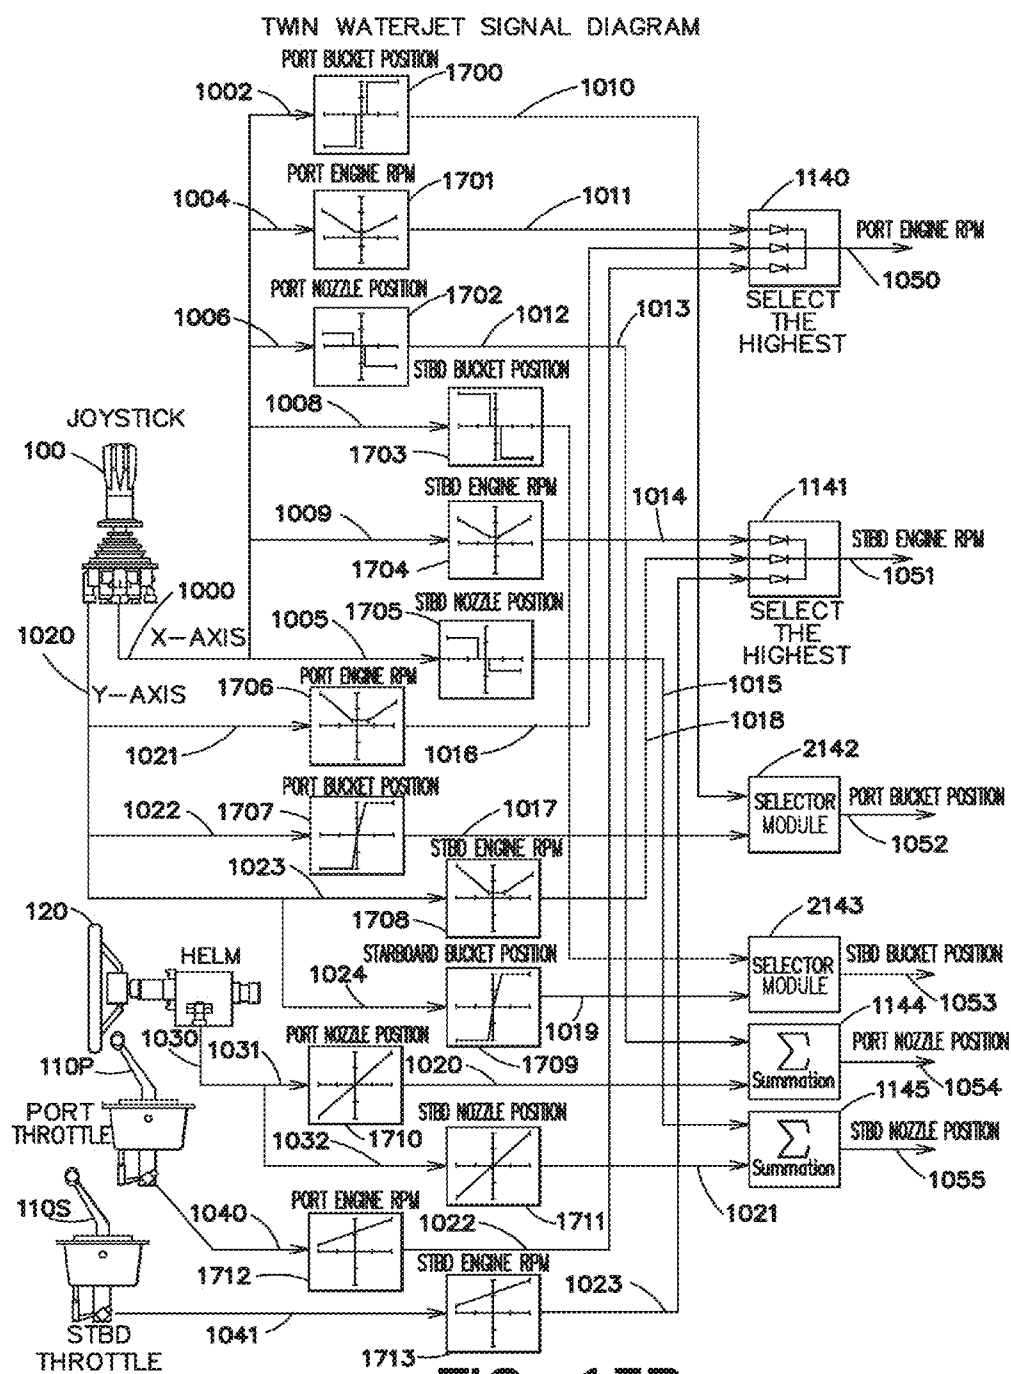 TWIN WATERJET SIGNAL DIAGRAM
PORT BUCKET POSITION
1700
1002
1010
PORT ENGINE RPM
1701
1140
1004
1011
PORT ENGINE RPM
1050
SELECT
THE
HIGHEST
PORT NOZZLE POSITION
1702
1006
1012
1013
STBD BUCKET POSITION
1008
1703
JOYSTICK
100
STBD ENGINE RPM
1009
1014
1141
1704
STBD ENGINE RPM
1051
SELECT
THE
HIGHEST
1000
STBD NOZZLE POSITION
1705
1005
1020
X-AXIS
Y-AXIS
PORT ENGINE RPM
1706
1015
1018
1021
1016
2142
PORT BUCKET POSITION
1707
1022
1017
SELECTOR
MODULE
PORT BUCKET POSITION
1052
STBD ENGINE RPM
1023
1708
120
2143
HELM
STARBOARD BUCKET POSITION
SELECTOR
MODULE
STBD BUCKET POSITION
1053
1024
1019
1709
1030
1031
PORT NOZZLE POSITION
1020
1144
Σ
Summation
PORT NOZZLE POSITION
1054
110P
PORT
THROTTLE
1710
STBD NOZZLE POSITION
1032
1145
Σ
Summation
STBD NOZZLE POSITION
1055
1711
1021
110S
1040
PORT ENGINE RPM
1022
1712
STBD ENGINE RPM
1023
STBD
THROTTLE
1041
1713